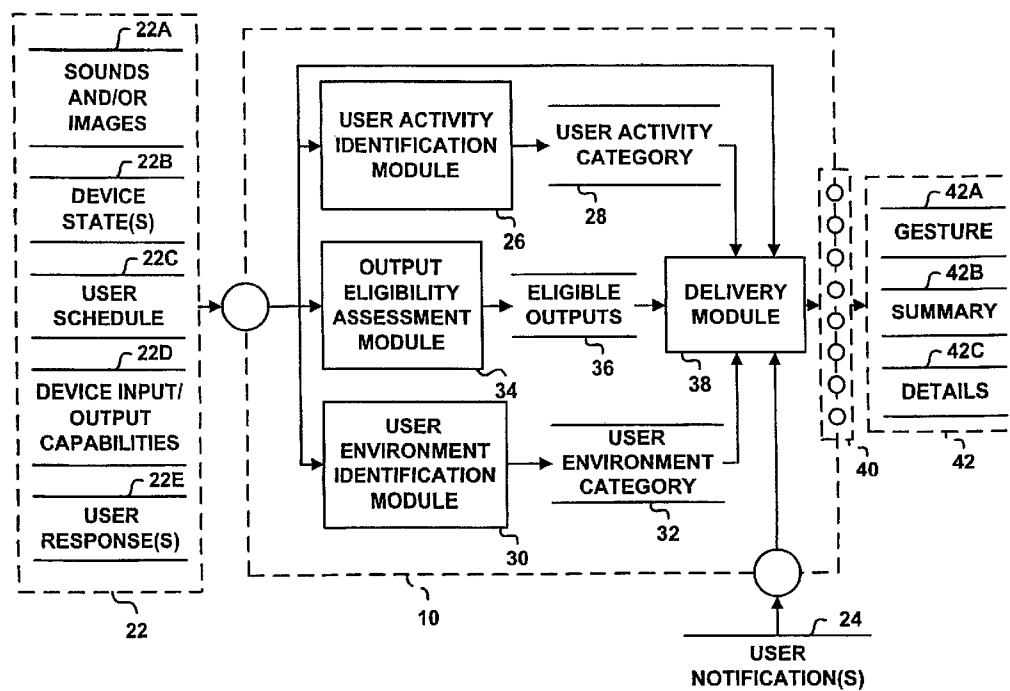 22A
SOUNDS
AND/OR
IMAGES
22B
DEVICE
STATE(S)
22C
USER
SCHEDULE
22D
DEVICE INPUT/
OUTPUT
CAPABILITIES
22E
USER
RESPONSE(S)
22
USER ACTIVITY
IDENTIFICATION
MODULE
26
USER ACTIVITY
CATEGORY
28
OUTPUT
ELIGIBILITY
ASSESSMENT
MODULE
34
ELIGIBLE
OUTPUTS
36
DELIVERY
MODULE
38
USER
ENVIRONMENT
IDENTIFICATION
MODULE
30
USER
ENVIRONMENT
CATEGORY
32
10
40
42A
GESTURE
42B
SUMMARY
42C
DETAILS
42
24
USER
NOTIFICATION(S)